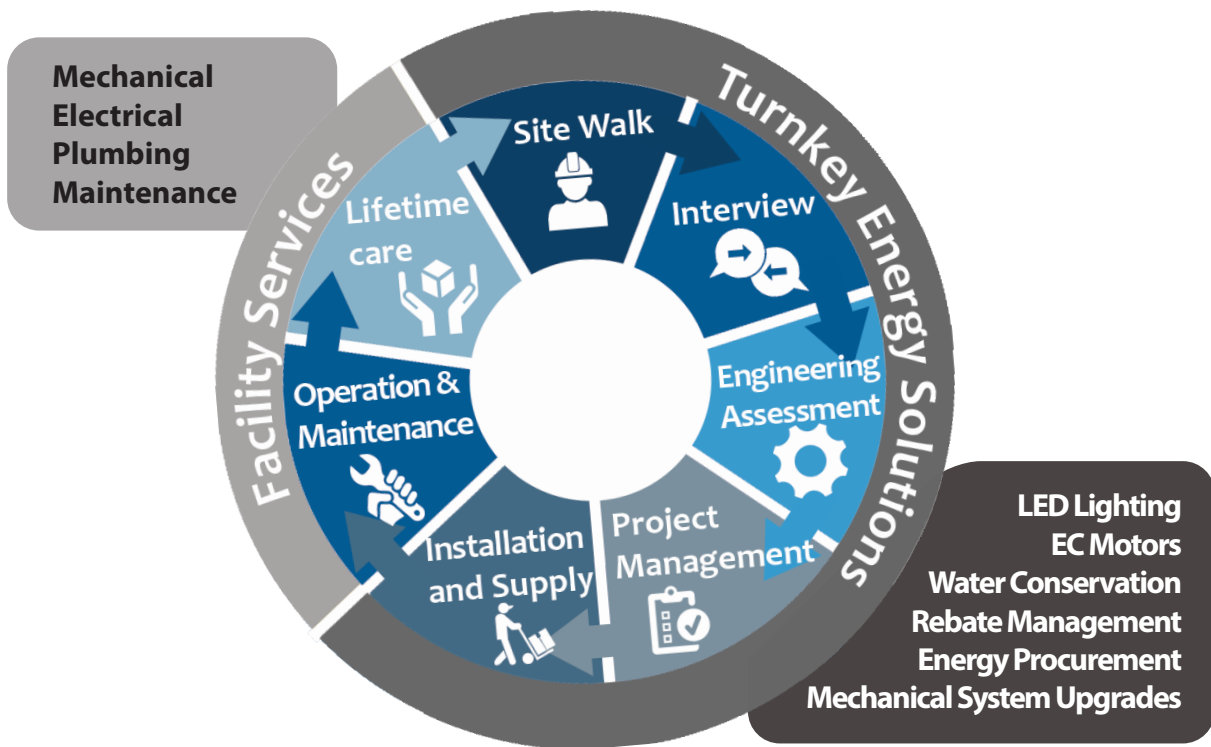 Mechanical
Electrical
Plumbing
Maintenance
Facility Services
Turnkey Energy Solutions
Site Walk
Interview
Engineering
Assessment
Project
Management
Installation
and Supply
Operation &
Maintenance
Lifetime
care
LED Lighting
EC Motors
Water Conservation
Rebate Management
Energy Procurement
Mechanical System Upgrades